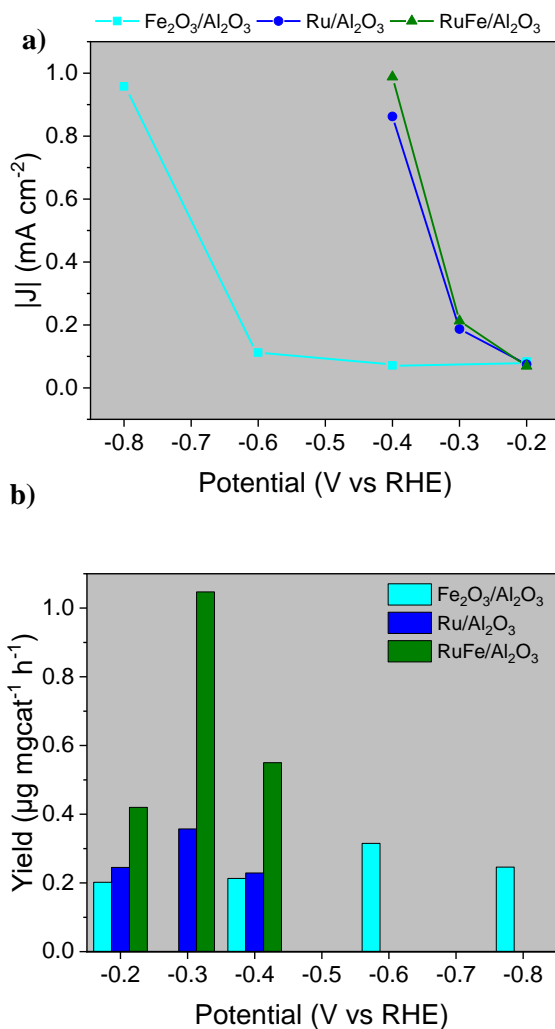 Fe₂O₃/Al₂O₃ Ru/Al₂O₃ RuFe/Al₂O₃
a)
1.0
0.8
0.6
0.4
0.2
0.0
|J| (mA cm⁻²)
-0.8 -0.7 -0.6 -0.5 -0.4 -0.3 -0.2
Potential (V vs RHE)
b)
Fe₂O₃/Al₂O₃
Ru/Al₂O₃
RuFe/Al₂O₃
1.0
0.8
0.6
0.4
0.2
0.0
Yield (µg mgcat⁻¹ h⁻¹)
-0.2 -0.3 -0.4 -0.5 -0.6 -0.7 -0.8
Potential (V vs RHE)